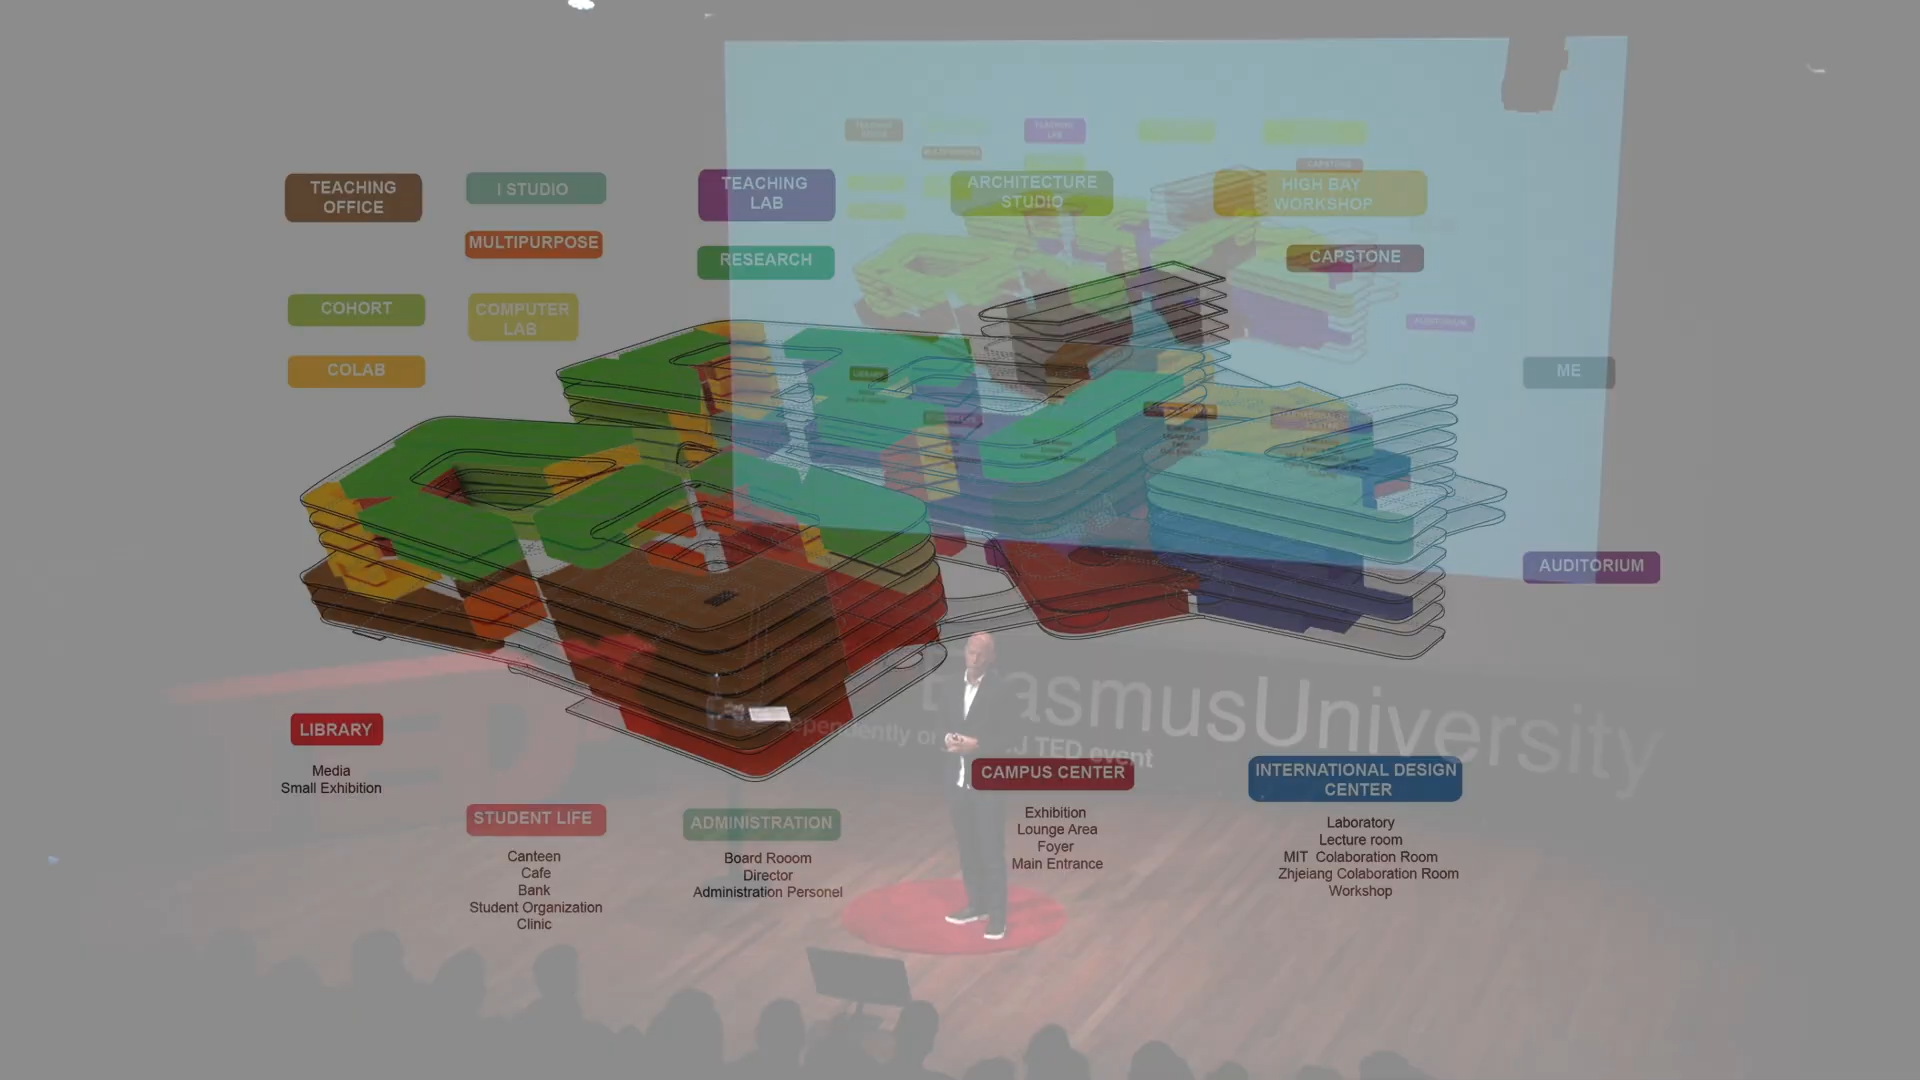 TEACHING
OFFICE
I STUDIO
MULTIPURPOSE
COHORT
COMPUTER
LAB
COLAB
TEACHING
LAB
RESEARCH
ARCHITECTURE
STUDIO
HIGH BAY
WORKSHOP
CAPSTONE
ME
AUDITORIUM
LIBRARY
Media
Small Exhibition
STUDENT LIFE
Canteen
Cafe
Bank
Student Organization
Clinic
ADMINISTRATION
Board Rooom
Director
Administration Personel
CAMPUS CENTER
Exhibition
Lounge Area
Foyer
Main Entrance
INTERNATIONAL DESIGN
CENTER
Laboratory
Lecture room
MIT Colaboration Room
Zhjeiang Colaboration Room
Workshop
ErasmusUniversity
TED event